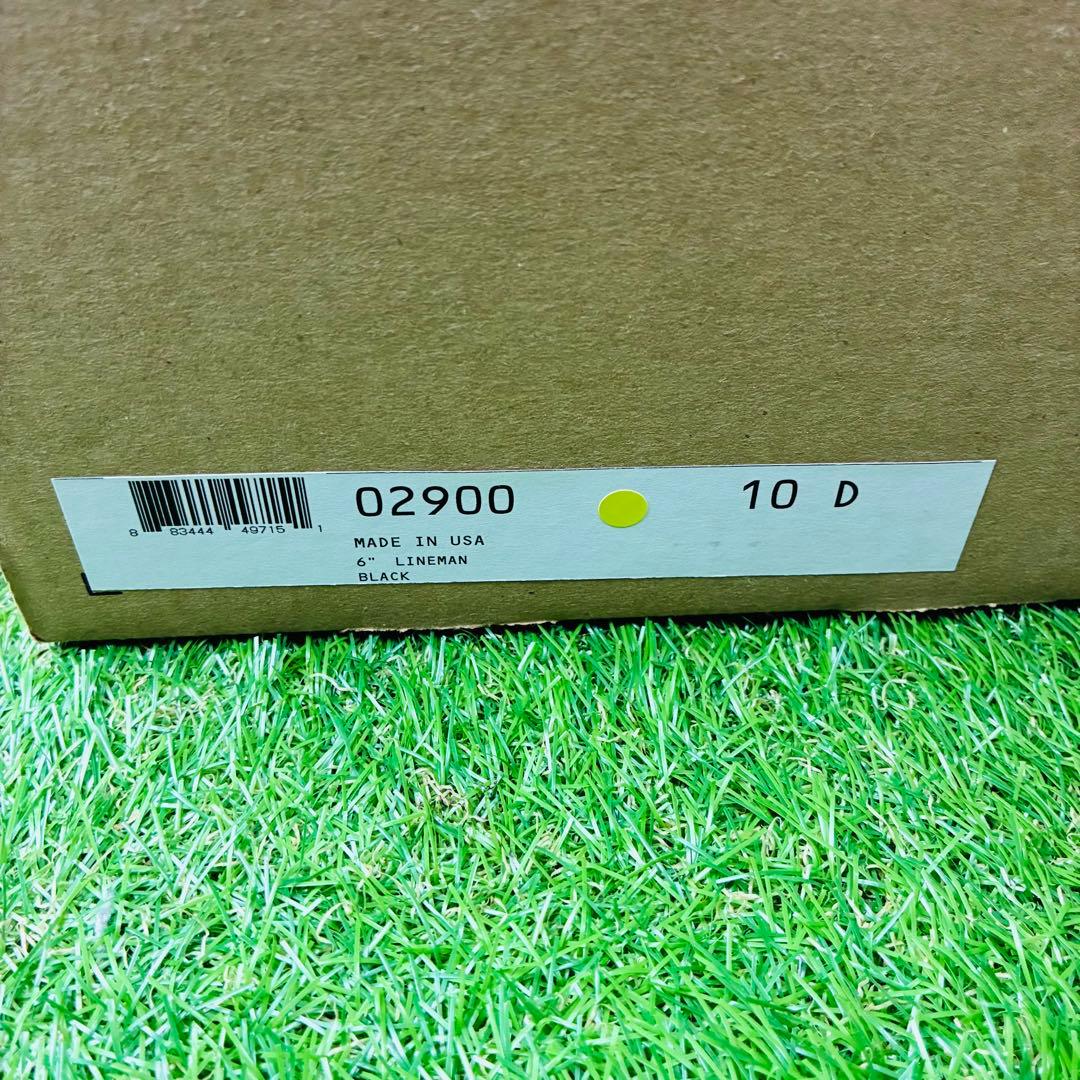 02900
10 D
8 83444 49715 1
MADE IN USA
6" LINEMAN
BLACK